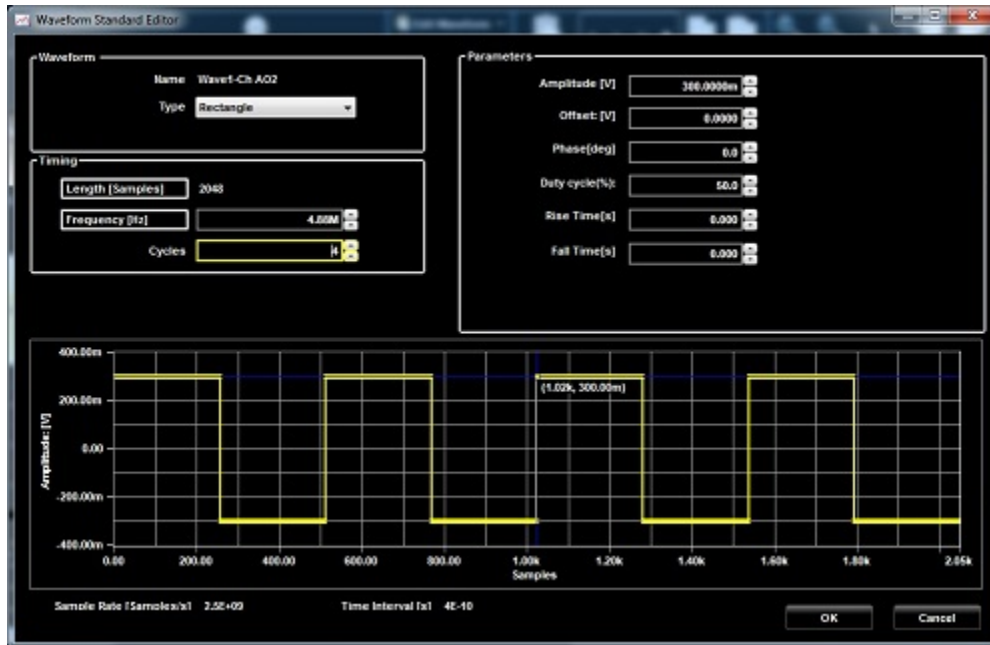 Waveform Standard Editor
Waveform
Name Wave1-Ch AO2
Type Rectangle
Timing
Length [Samples] 2048
Frequency [Hz] 4.88M
Cycles 4
Parameters
Amplitude [V] 300.0000m
Offset: [V] 0.0000
Phase[deg] 0.0
Duty cycle(%): 50.0
Rise Time[s] 0.000
Fall Time[s] 0.000
400.00m
200.00m
0.00
-200.00m
-400.00m
Amplitude: [V]
(1.02k, 300.00m)
0.00 200.00 400.00 600.00 800.00 1.00k 1.20k 1.40k 1.60k 1.80k 2.05k
Samples
Sample Rate [Samples/s] 2.5E+09 Time Interval [s] 4E-10
OK Cancel